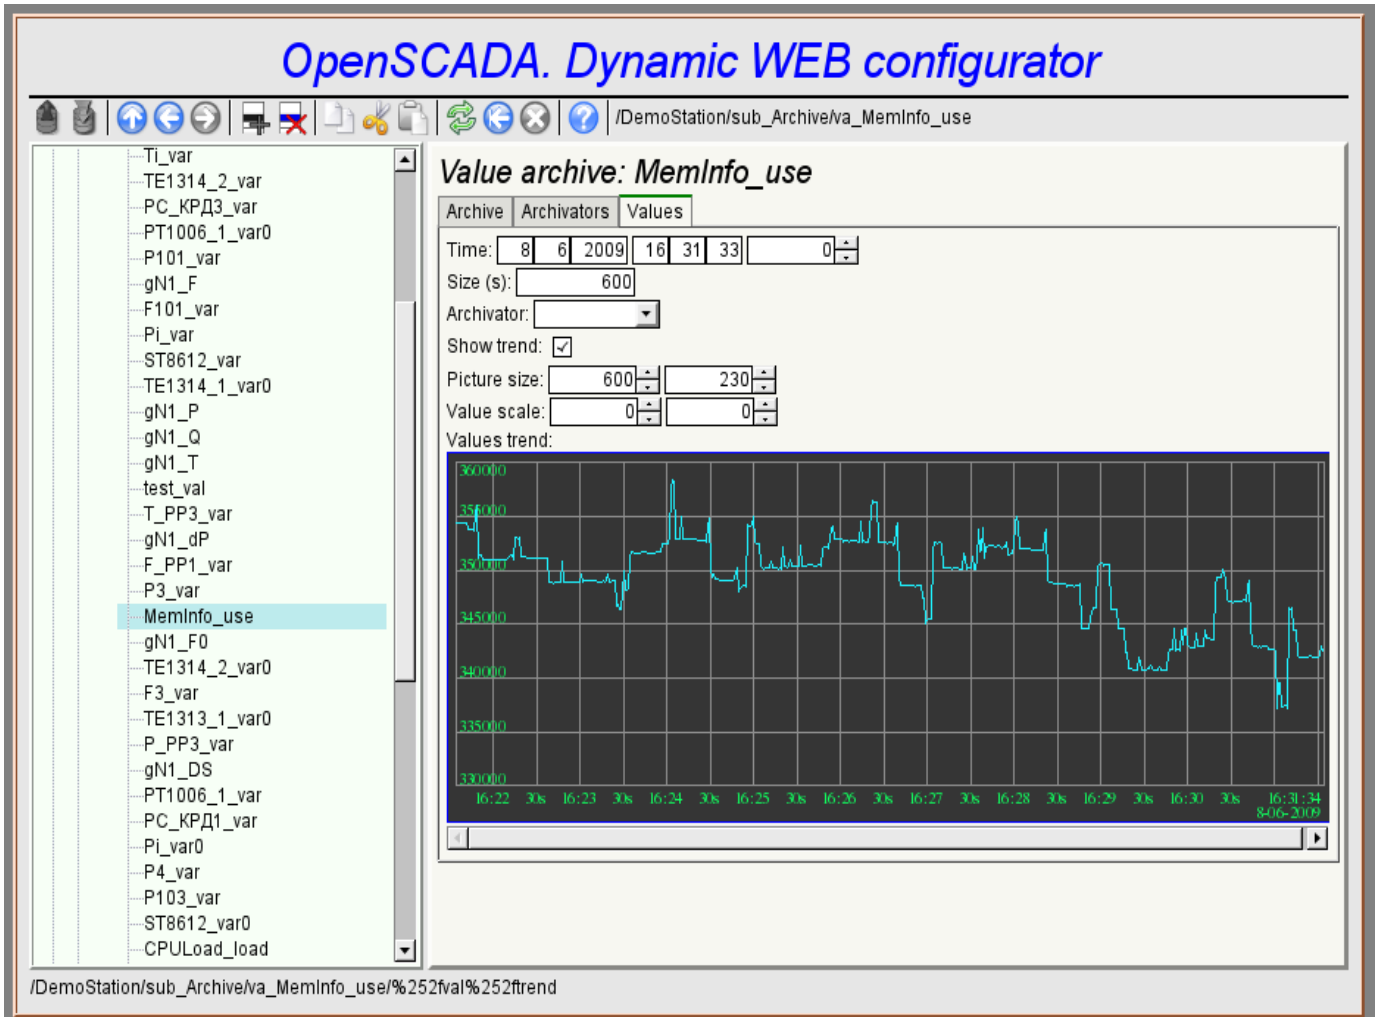 OpenSCADA. Dynamic WEB configurator
/DemoStation/sub_Archive/va_MemInfo_use
Ti_var
TE1314_2_var
PC_КРД3_var
PT1006_1_var0
P101_var
gN1_F
F101_var
Pi_var
ST8612_var
TE1314_1_var0
gN1_P
gN1_Q
gN1_T
test_val
T_PP3_var
gN1_dP
F_PP1_var
P3_var
MemInfo_use
gN1_F0
TE1314_2_var0
F3_var
TE1313_1_var0
P_PP3_var
gN1_DS
PT1006_1_var
PC_КРД1_var
Pi_var0
P4_var
P103_var
ST8612_var0
CPULoad_load
Value archive: MemInfo_use
Archive Archivators Values
Time: 8 6 2009 16 31 33 0
Size (s): 600
Archivator:
Show trend:
Picture size: 600 230
Value scale: 0 0
Values trend:
360000
355000
350000
345000
340000
335000
330000
16:22 30s 16:23 30s 16:24 30s 16:25 30s 16:26 30s 16:27 30s 16:28 30s 16:29 30s 16:30 30s 16:31:34
8-06-2009
/DemoStation/sub_Archive/va_MemInfo_use/%252fval%252ftrend